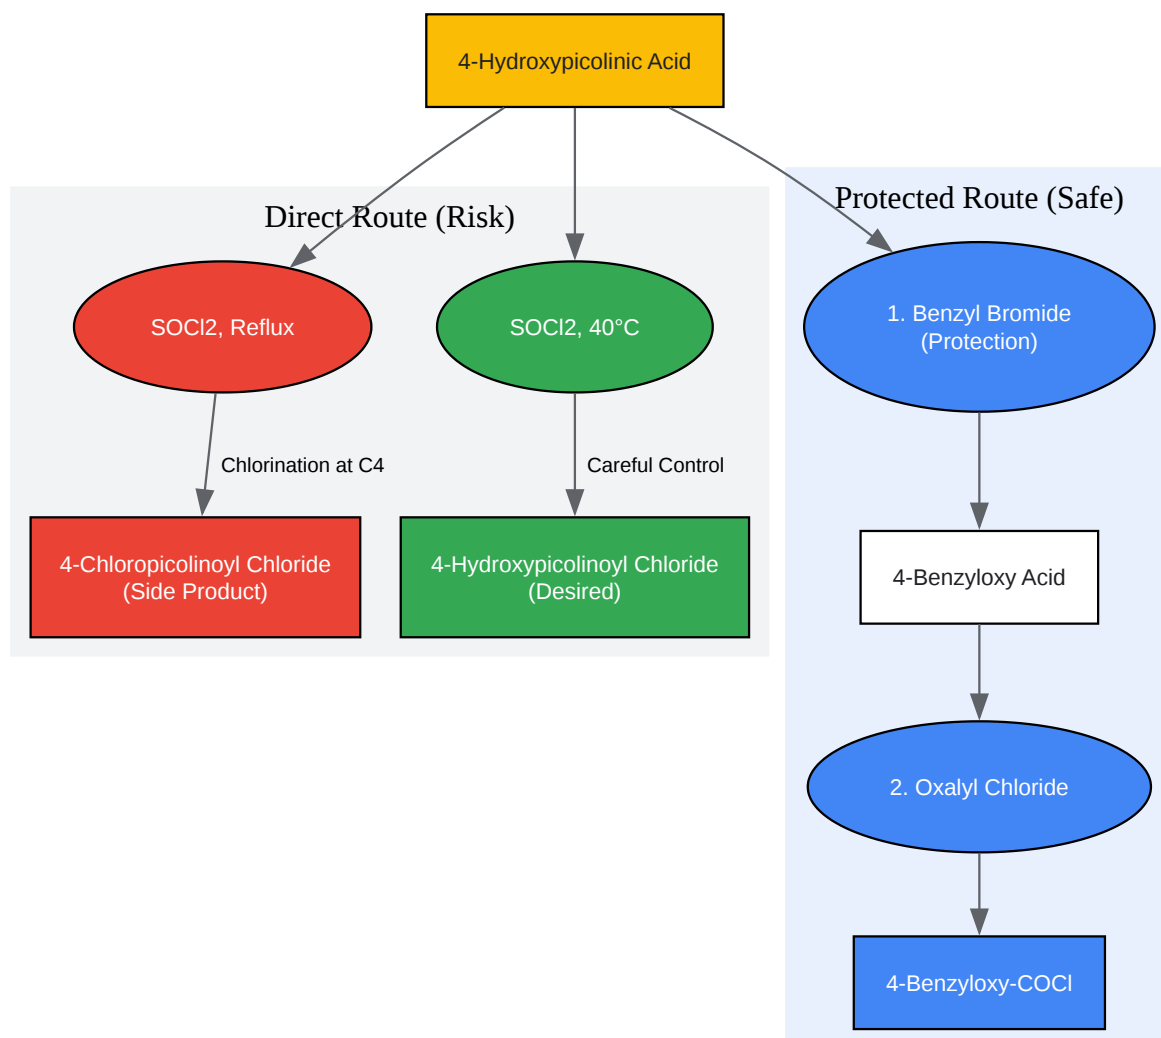 4-Hydroxypicolinic Acid
Direct Route (Risk)
Protected Route (Safe)
SOCl2, Reflux
SOCl2, 40°C
1. Benzyl Bromide
(Protection)
Chlorination at C4
Careful Control
4-Chloropicolinoyl Chloride
(Side Product)
4-Hydroxypicolinoyl Chloride
(Desired)
4-Benzyloxy Acid
2. Oxalyl Chloride
4-Benzyloxy-COCl